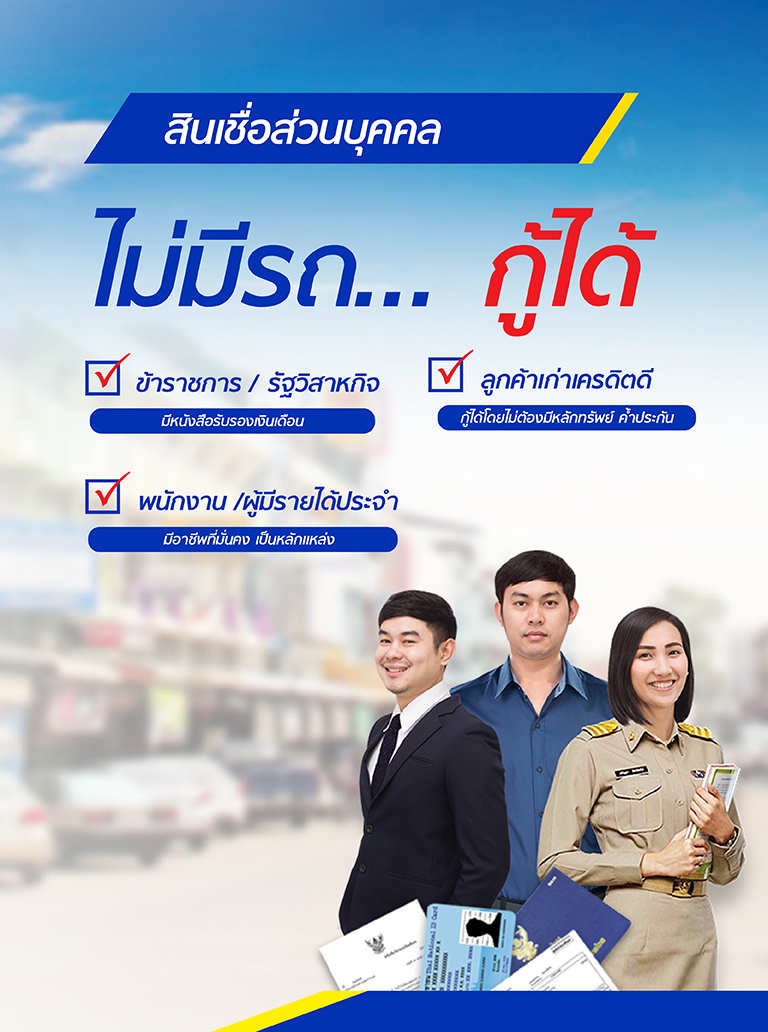 สินเชื่อส่วนบุคคล
ไม่มีรถ... กู้ได้
ข้าราชการ / รัฐวิสาหกิจ
มีหนังสือรับรองเงินเดือน
ลูกค้าเก่าเครดิตดี
กู้ได้โดยไม่ต้องมีหลักทรัพย์ ค้ำประกัน
พนักงาน /ผู้มีรายได้ประจำ
มีอาชีพที่มั่นคง เป็นหลักแหล่ง
Thai National ID Card